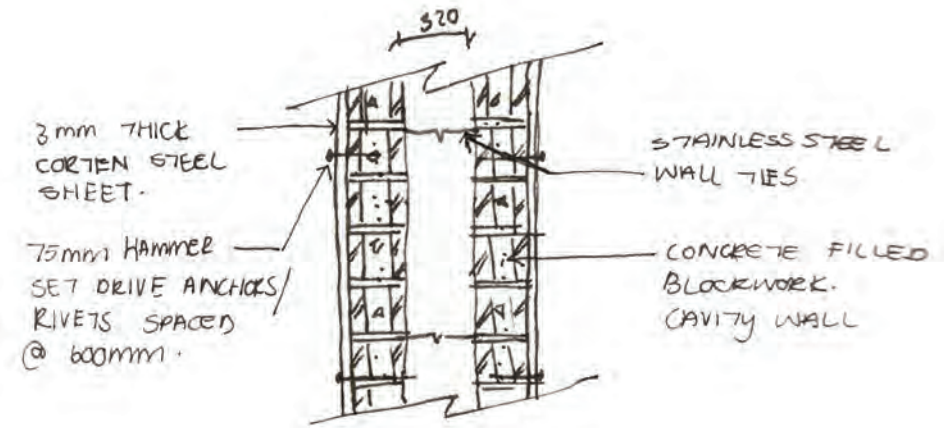 320
3mm THICK
CORTEN STEEL
SHEET.
75mm HAMMER
SET DRIVE ANCHORS/
RIVETS SPACED
@ 600mm.
STAINLESS STEEL
WALL TIES
CONCRETE FILLED
BLOCKWORK.
CAVITY WALL